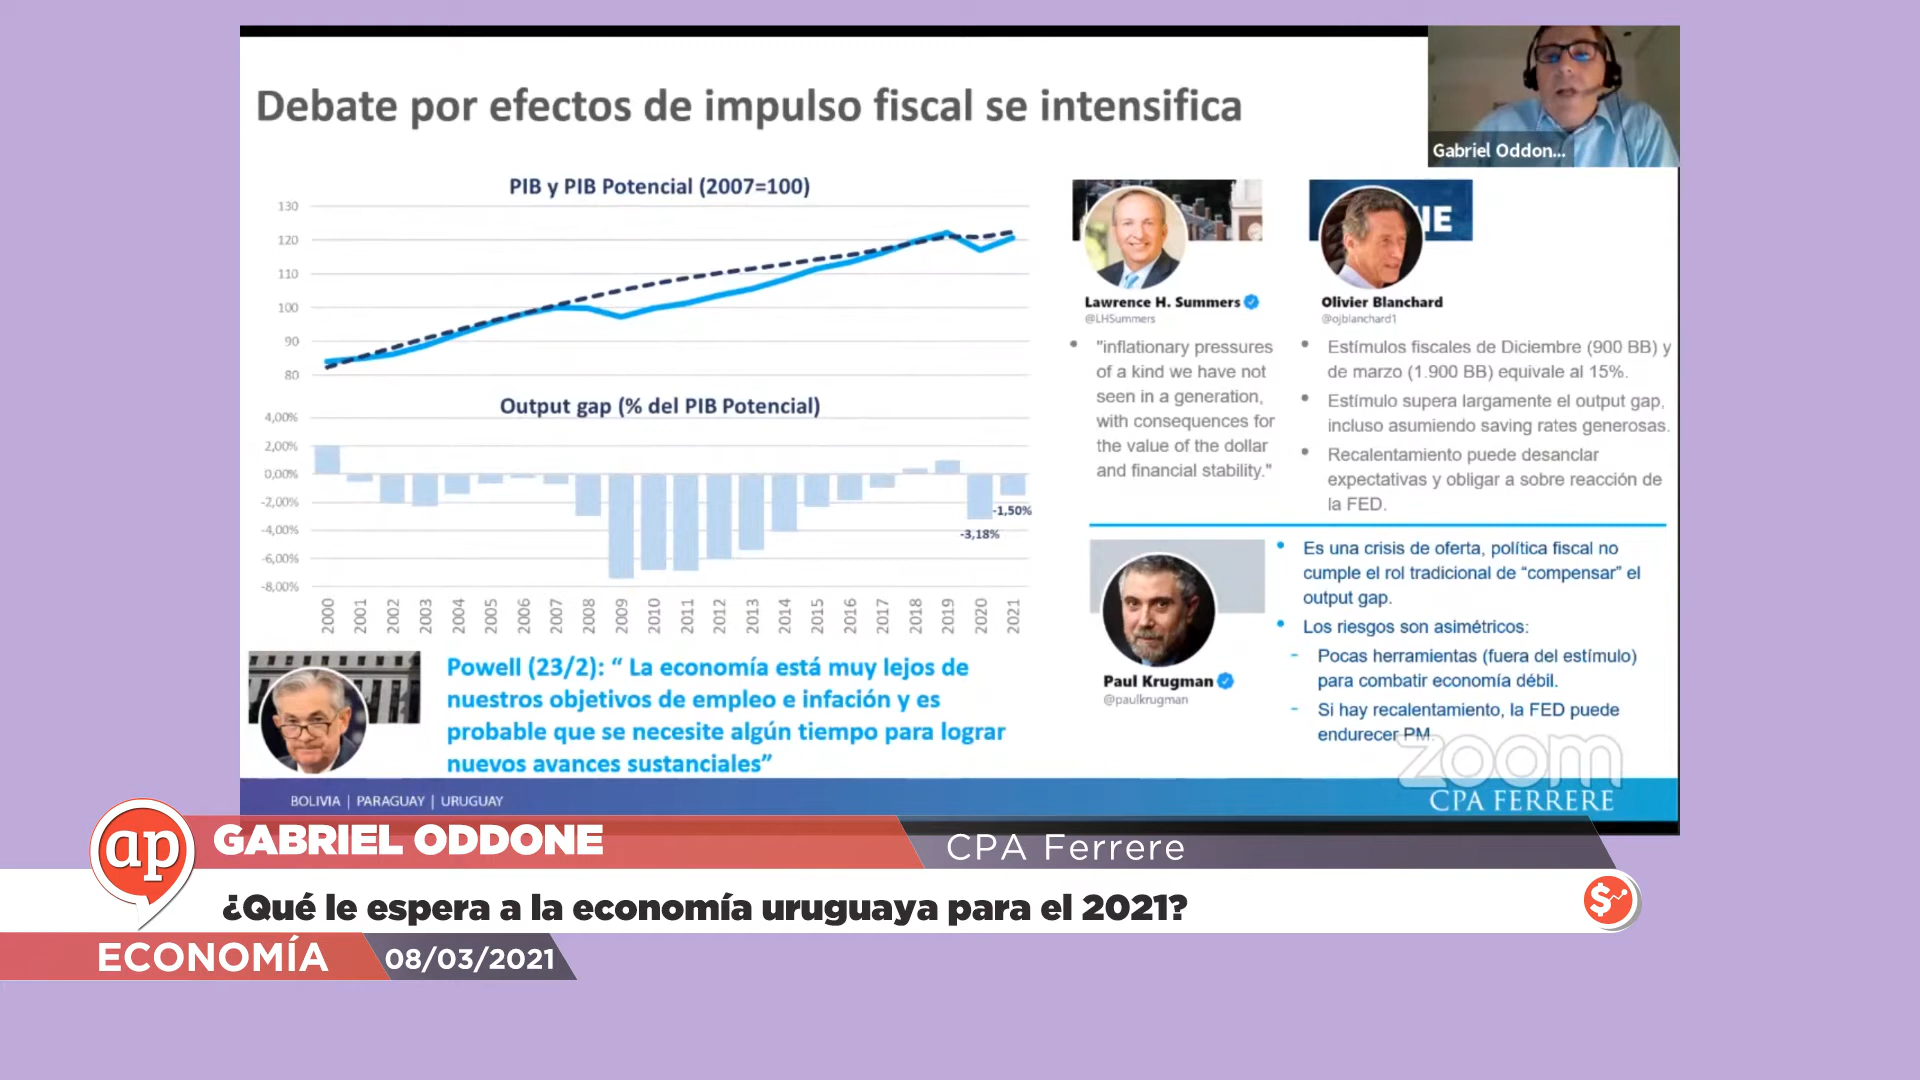 Debate por efectos de impulso fiscal se intensifica
Gabriel Oddon...
PIB y PIB Potencial (2007=100)
130
120
110
100
90
80
Output gap (% del PIB Potencial)
4,00%
2,00%
0,00%
-2,00%
-4,00%
-6,00%
-8,00%
-1,50%
-3,18%
2000
2001
2002
2003
2004
2005
2006
2007
2008
2009
2010
2011
2012
2013
2014
2015
2016
2017
2018
2019
2020
2021
Powell (23/2): “ La economía está muy lejos de
nuestros objetivos de empleo e infación y es
probable que se necesite algún tiempo para lograr
nuevos avances sustanciales”
Lawrence H. Summers
@LHSummers
• "inflationary pressures
of a kind we have not
seen in a generation,
with consequences for
the value of the dollar
and financial stability."
IE
Olivier Blanchard
@ojblanchard1
• Estímulos fiscales de Diciembre (900 BB) y
de marzo (1.900 BB) equivale al 15%.
• Estímulo supera largamente el output gap,
incluso asumiendo saving rates generosas.
• Recalentamiento puede desanclar
expectativas y obligar a sobre reacción de
la FED.
Paul Krugman
@paulkrugman
• Es una crisis de oferta, política fiscal no
cumple el rol tradicional de “compensar” el
output gap.
• Los riesgos son asimétricos:
- Pocas herramientas (fuera del estímulo)
para combatir economía débil.
- Si hay recalentamiento, la FED puede
endurecer PM.
zoom
BOLIVIA | PARAGUAY | URUGUAY
CPA FERRERE
ap
GABRIEL ODDONE
CPA Ferrere
¿Qué le espera a la economía uruguaya para el 2021?
$
ECONOMÍA
08/03/2021